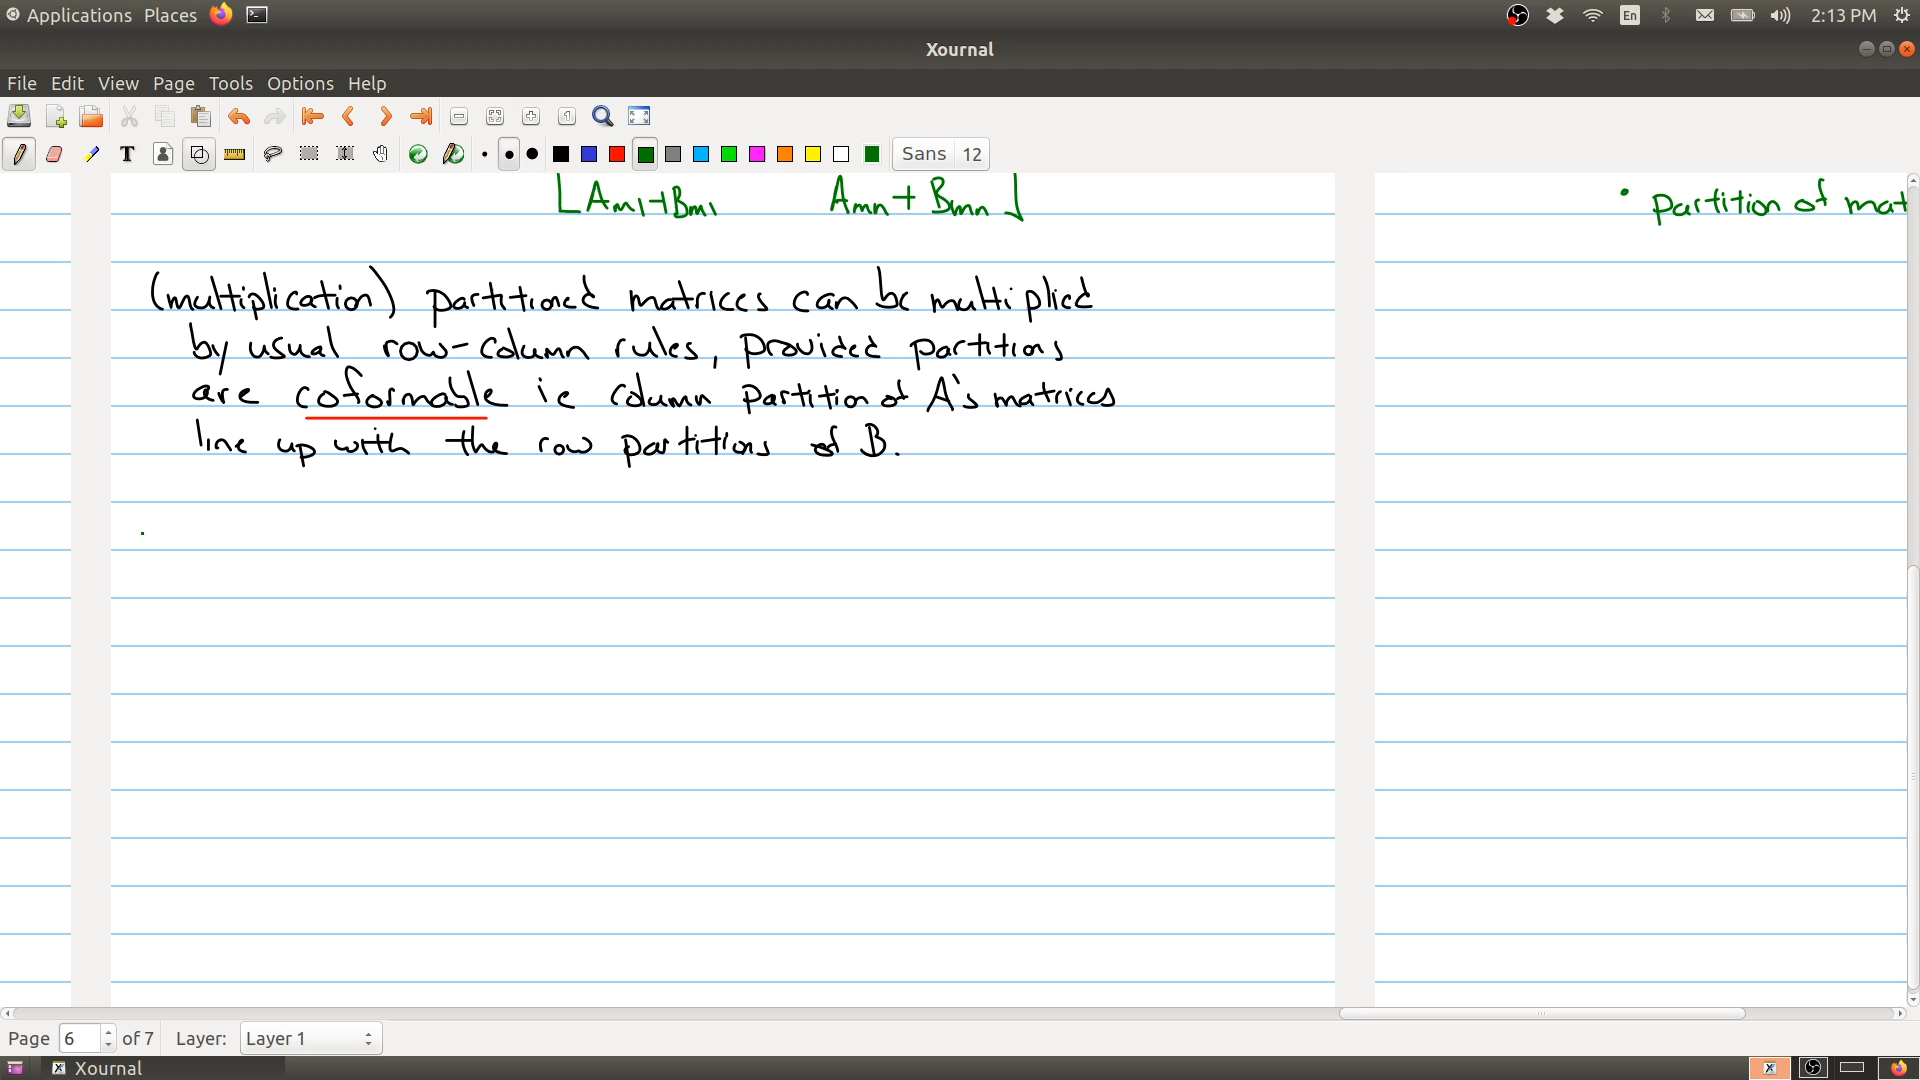 Applications Places En 2:13 PM
Xournal
File Edit View Page Tools Options Help
T Sans 12
Am1+Bm1 Amn + Bmn
• partition of mat
(multiplication) partitioned matrices can be multiplied
by usual row-column rules, provided partitions
are coformable ie column partition of A's matrices
line up with the row partitions of B.
Page 6 of 7 Layer: Layer 1
Xournal